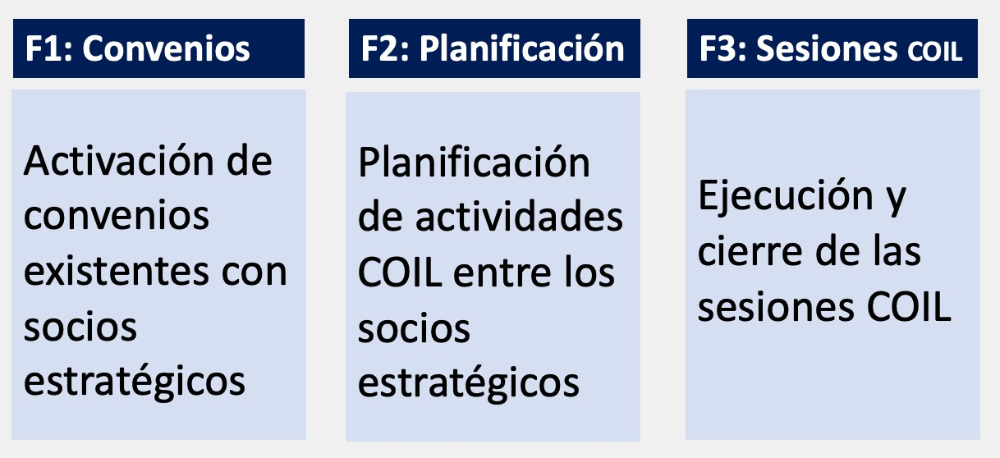 F1: Convenios
Activación de
convenios
existentes con
socios
estratégicos
F2: Planificación
Planificación
de actividades
COIL entre los
socios
estratégicos
F3: Sesiones COIL
Ejecución y
cierre de las
sesiones COIL